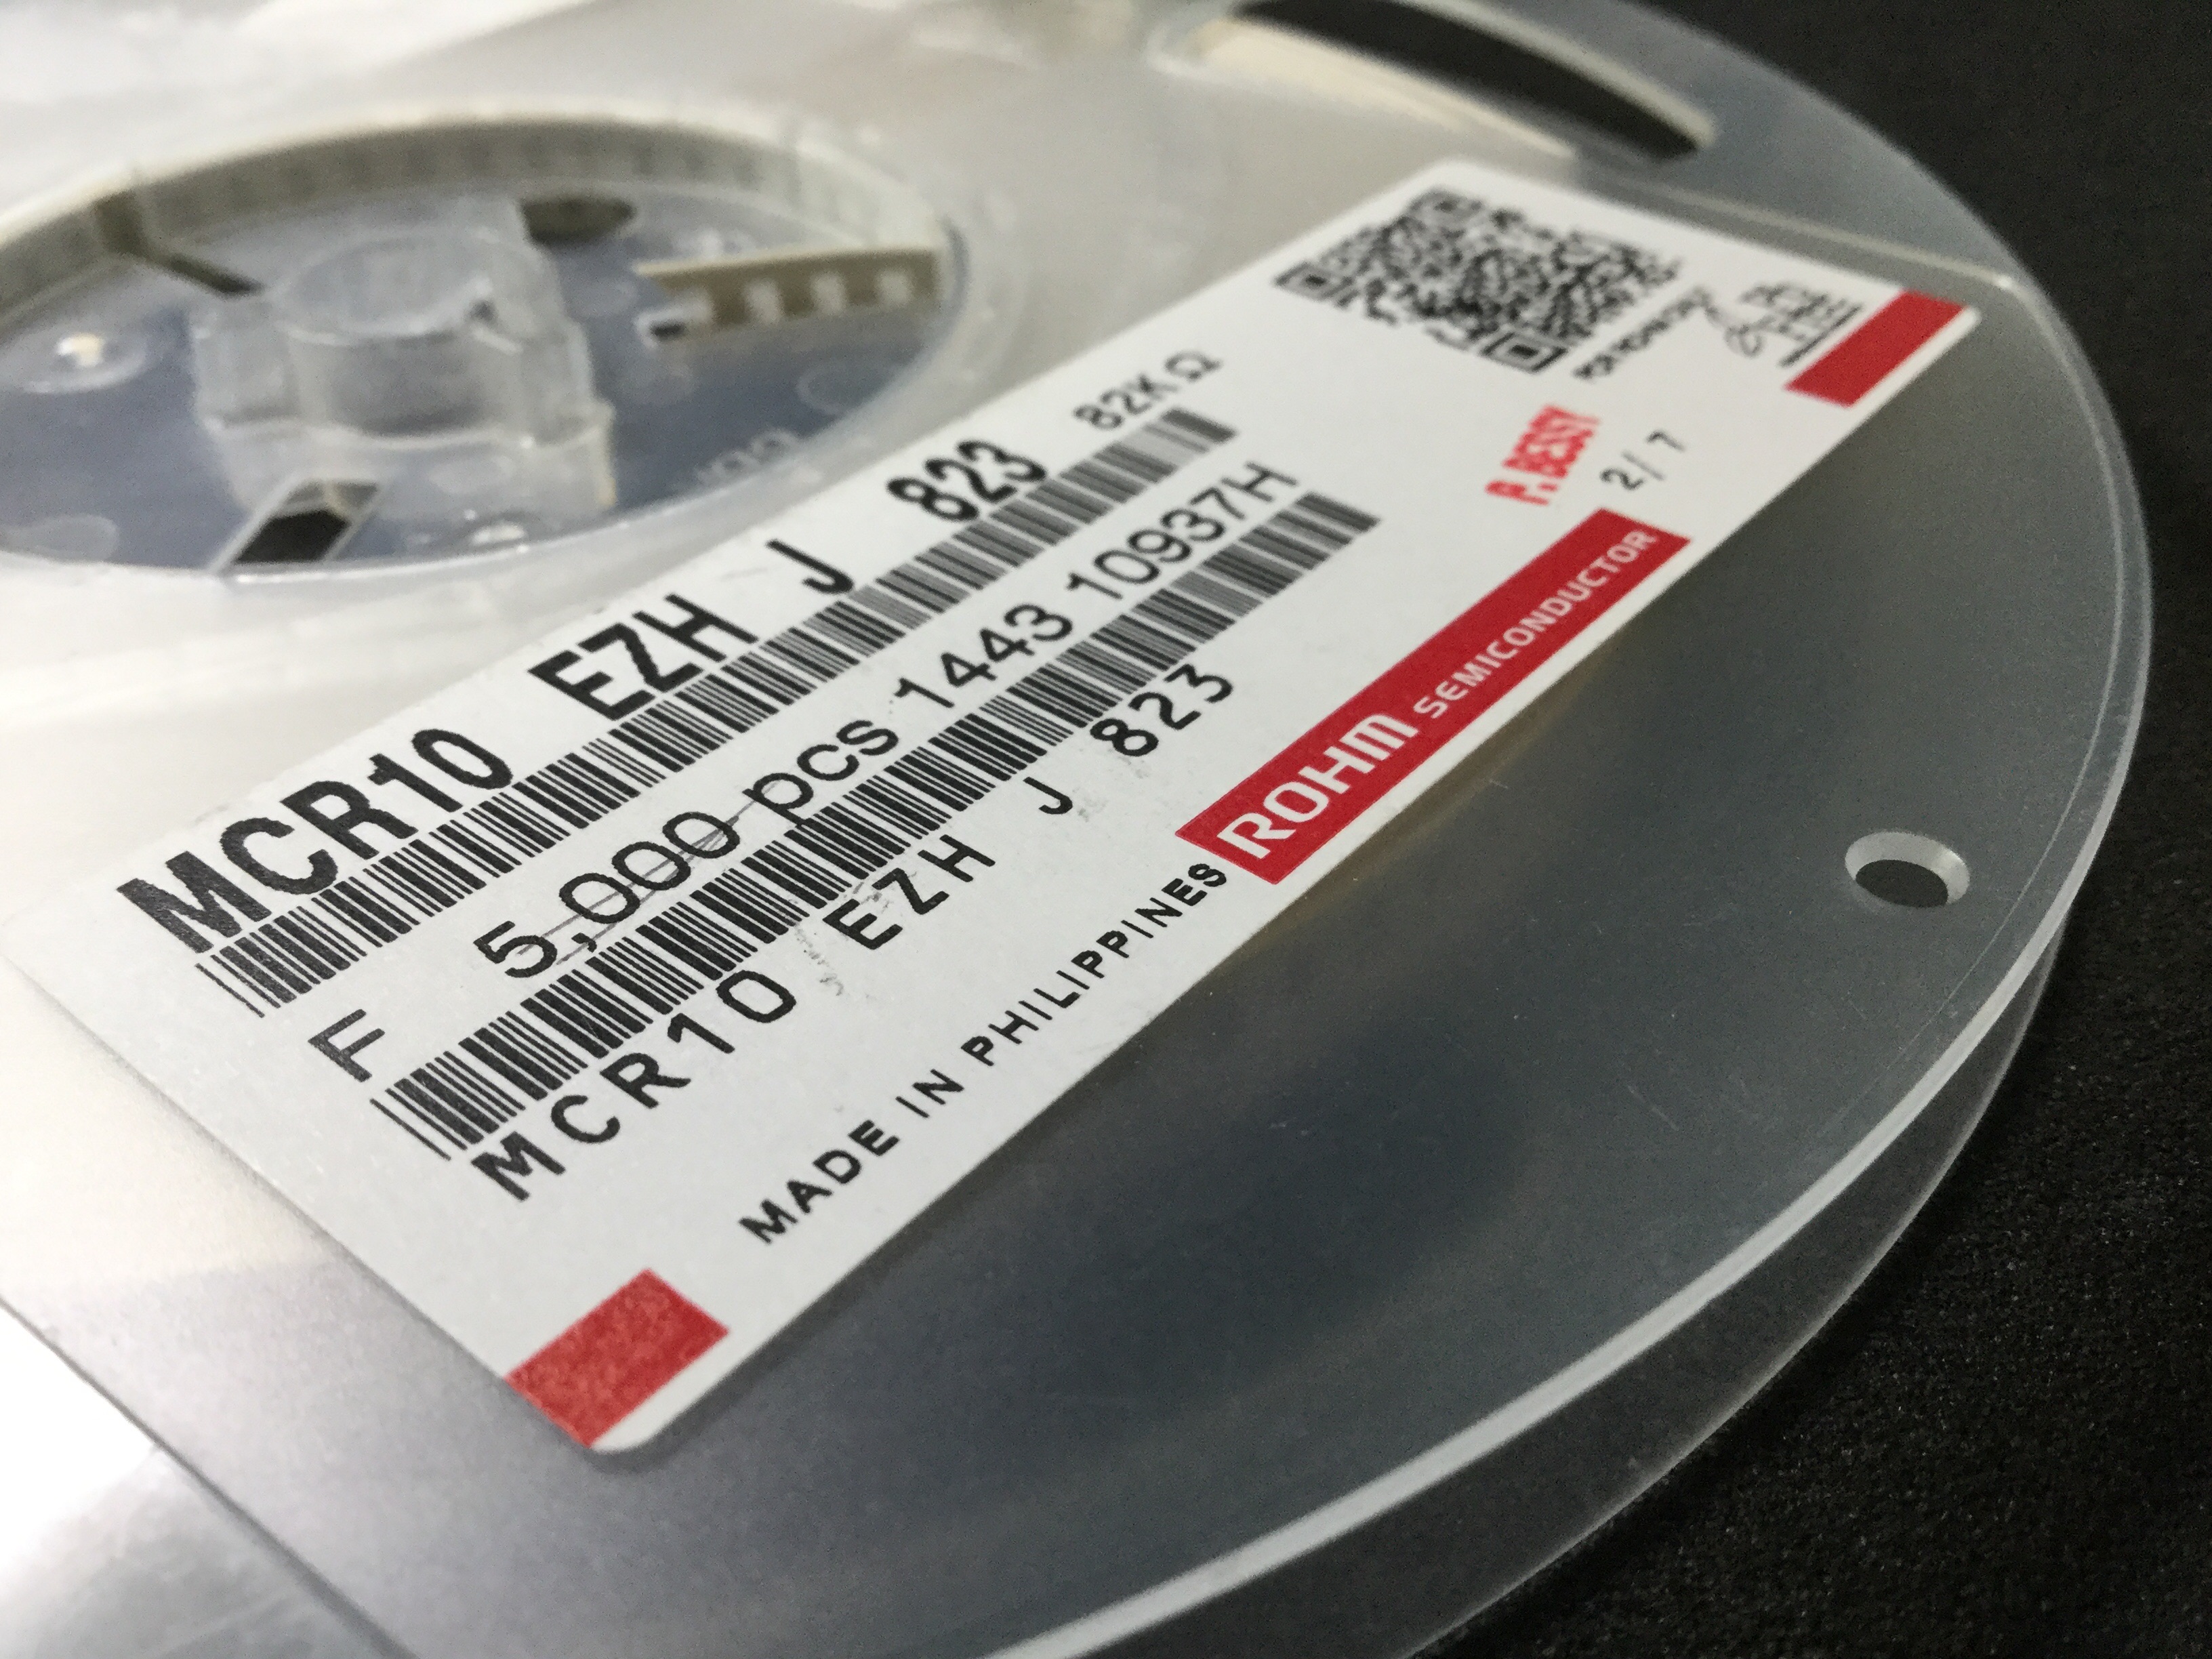 MCR10 EZH J 823 82KΩ
F 5,000 pcs 1443 10937H
MCR10 EZH J 823
P.BESSY
2/ 7
MADE IN PHILIPPINES
ROHM SEMICONDUCTOR